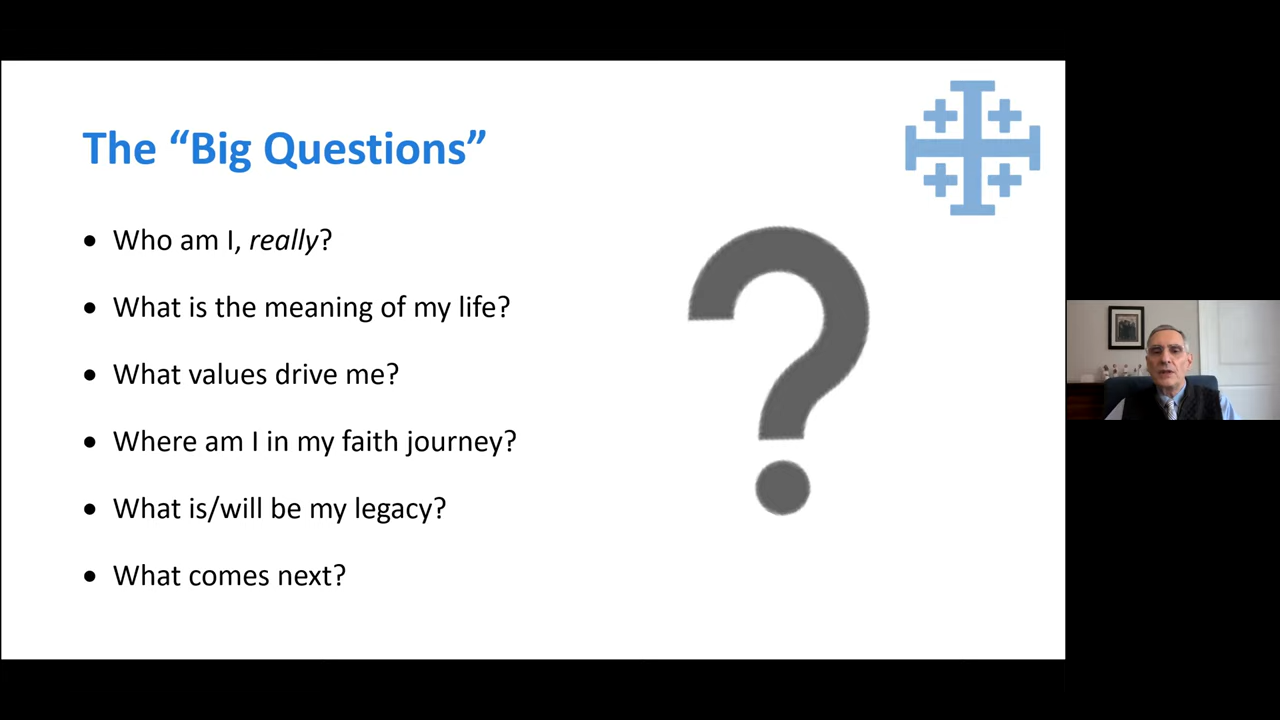 The “Big Questions”
• Who am I, really?
• What is the meaning of my life?
• What values drive me?
• Where am I in my faith journey?
• What is/will be my legacy?
• What comes next?
?